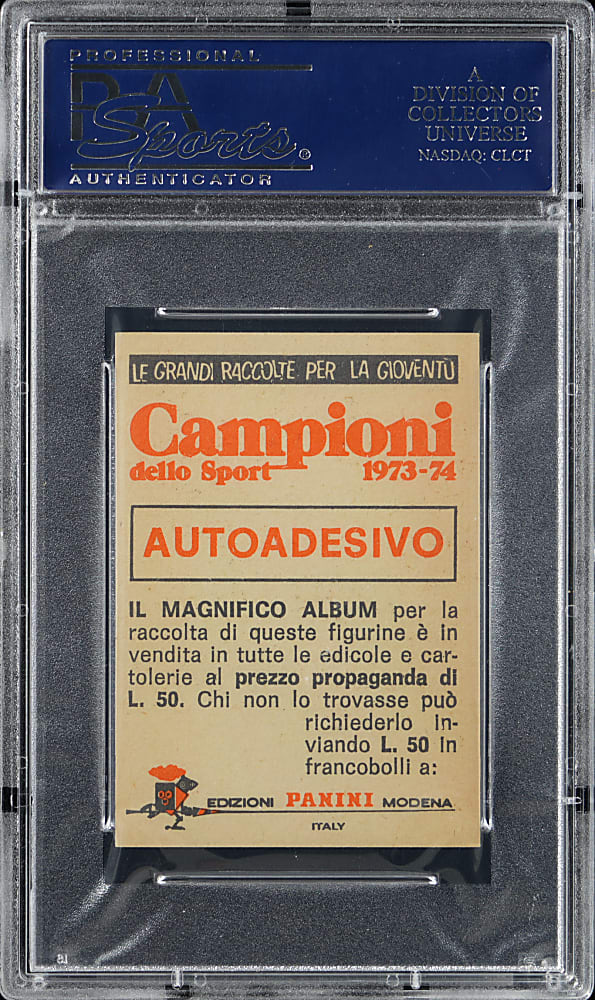 PROFESSIONAL
PSA
Sports®
AUTHENTICATOR
A
DIVISION OF
COLLECTORS
UNIVERSE
NASDAQ: CLCT
LE GRANDI RACCOLTE PER LA GIOVENTÙ
Campioni
dello Sport 1973-74
AUTOADESIVO
IL MAGNIFICO ALBUM per la
raccolta di queste figurine è in
vendita in tutte le edicole e car-
tolerie al prezzo propaganda di
L. 50. Chi non lo trovasse può
richiederlo in-
viando L. 50 in
francobolli a:
EDIZIONI PANINI MODENA
ITALY